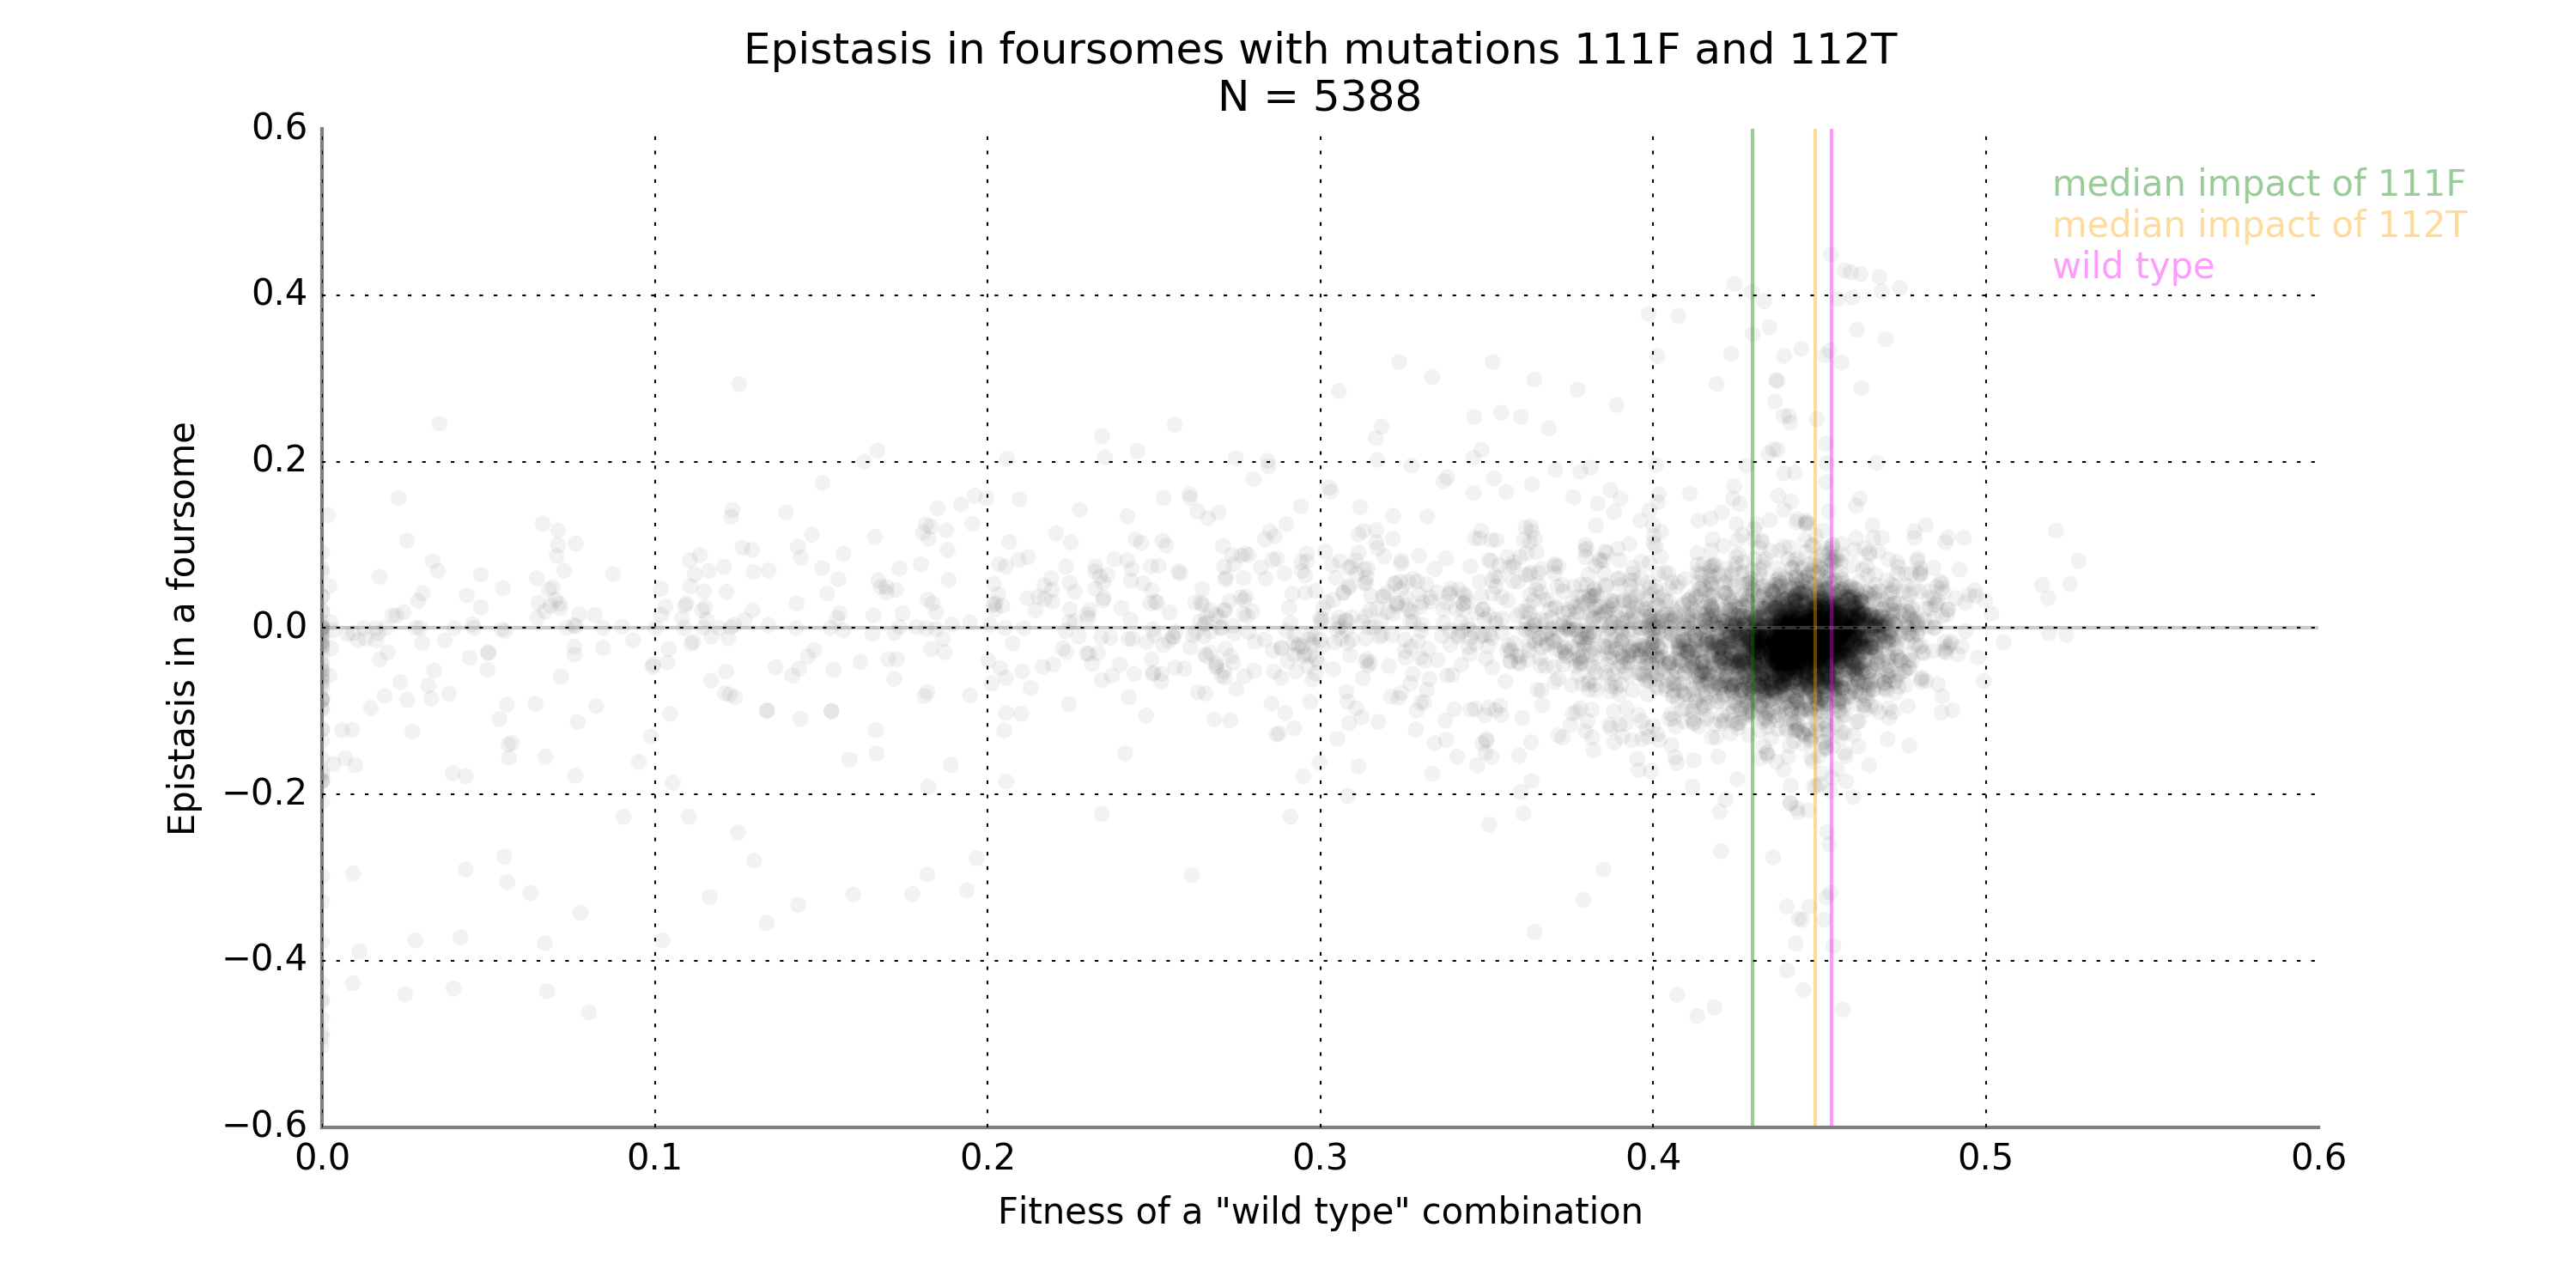 Epistasis in foursomes with mutations 111F and 112T
N = 5388
0.6
0.4
0.2
0.0
−0.2
−0.4
−0.6
Epistasis in a foursome
median impact of 111F
median impact of 112T
wild type
0.0 0.1 0.2 0.3 0.4 0.5 0.6
Fitness of a "wild type" combination